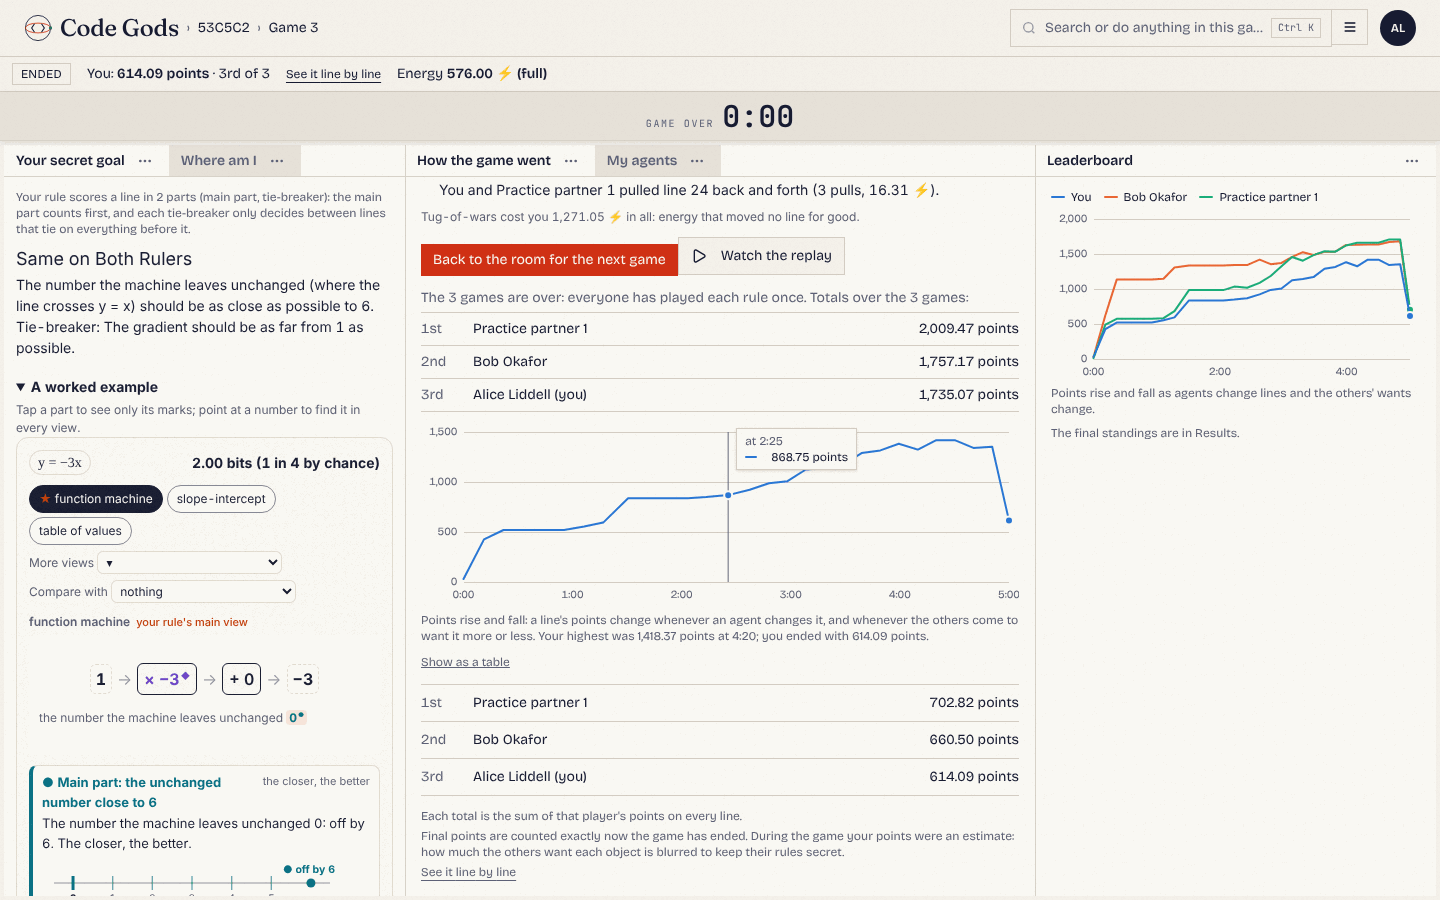 Code Gods › 53C5C2 › Game 3
Search or do anything in this ga... Ctrl K
AL
ENDED You: 614.09 points · 3rd of 3 See it line by line Energy 576.00 ⚡ (full)
GAME OVER 0:00
Your secret goal ···
Where am I ···
Your rule scores a line in 2 parts (main part, tie-breaker): the main
part counts first, and each tie-breaker only decides between lines
that tie on everything before it.
Same on Both Rulers
The number the machine leaves unchanged (where the
line crosses y = x) should be as close as possible to 6.
Tie-breaker: The gradient should be as far from 1 as
possible.
▼ A worked example
Tap a part to see only its marks; point at a number to find it in
every view.
y = −3x
2.00 bits (1 in 4 by chance)
★ function machine
slope-intercept
table of values
More views ▾
Compare with nothing
function machine your rule's main view
1 → × −3◆ → + 0 → −3
the number the machine leaves unchanged 0●
● Main part: the unchanged
number close to 6
the closer, the better
The number the machine leaves unchanged 0: off by
6. The closer, the better.
● off by 6
How the game went ···
My agents ···
You and Practice partner 1 pulled line 24 back and forth (3 pulls, 16.31 ⚡).
Tug-of-wars cost you 1,271.05 ⚡ in all: energy that moved no line for good.
Back to the room for the next game
Watch the replay
The 3 games are over: everyone has played each rule once. Totals over the 3 games:
1st Practice partner 1 2,009.47 points
2nd Bob Okafor 1,757.17 points
3rd Alice Liddell (you) 1,735.07 points
1,500
1,000
500
0
at 2:25
868.75 points
0:00 1:00 2:00 3:00 4:00 5:00
Points rise and fall: a line's points change whenever an agent changes it, and whenever the others come to
want it more or less. Your highest was 1,418.37 points at 4:20; you ended with 614.09 points.
Show as a table
1st Practice partner 1 702.82 points
2nd Bob Okafor 660.50 points
3rd Alice Liddell (you) 614.09 points
Each total is the sum of that player's points on every line.
Final points are counted exactly now the game has ended. During the game your points were an estimate:
how much the others want each object is blurred to keep their rules secret.
See it line by line
Leaderboard ···
You Bob Okafor Practice partner 1
2,000
1,500
1,000
500
0
0:00 2:00 4:00
Points rise and fall as agents change lines and the others' wants
change.
The final standings are in Results.